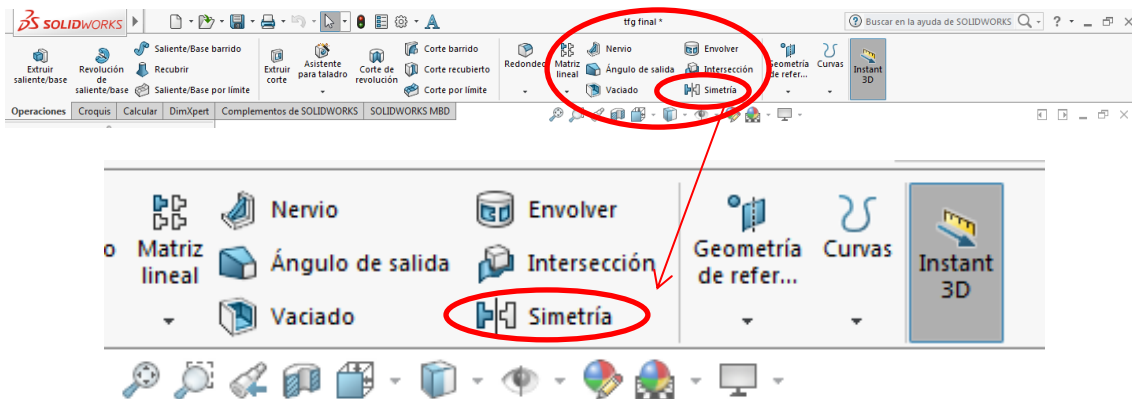 SOLIDWORKS
tfg final *
Buscar en la ayuda de SOLIDWORKS
?
Extruir
saliente/base
Revolución
de
saliente/base
Saliente/Base barrido
Recubrir
Saliente/Base por límite
Extruir
corte
Asistente
para taladro
Corte de
revolución
Corte barrido
Corte recubierto
Corte por límite
Redondeo
Matriz
lineal
Nervio
Ángulo de salida
Vaciado
Envolver
Intersección
Simetría
Geometría
de refer...
Curvas
Instant
3D
Operaciones
Croquis
Calcular
DimXpert
Complementos de SOLIDWORKS
SOLIDWORKS MBD
o
Matriz
lineal
Nervio
Ángulo de salida
Vaciado
Envolver
Intersección
Simetría
Geometría
de refer...
Curvas
Instant
3D